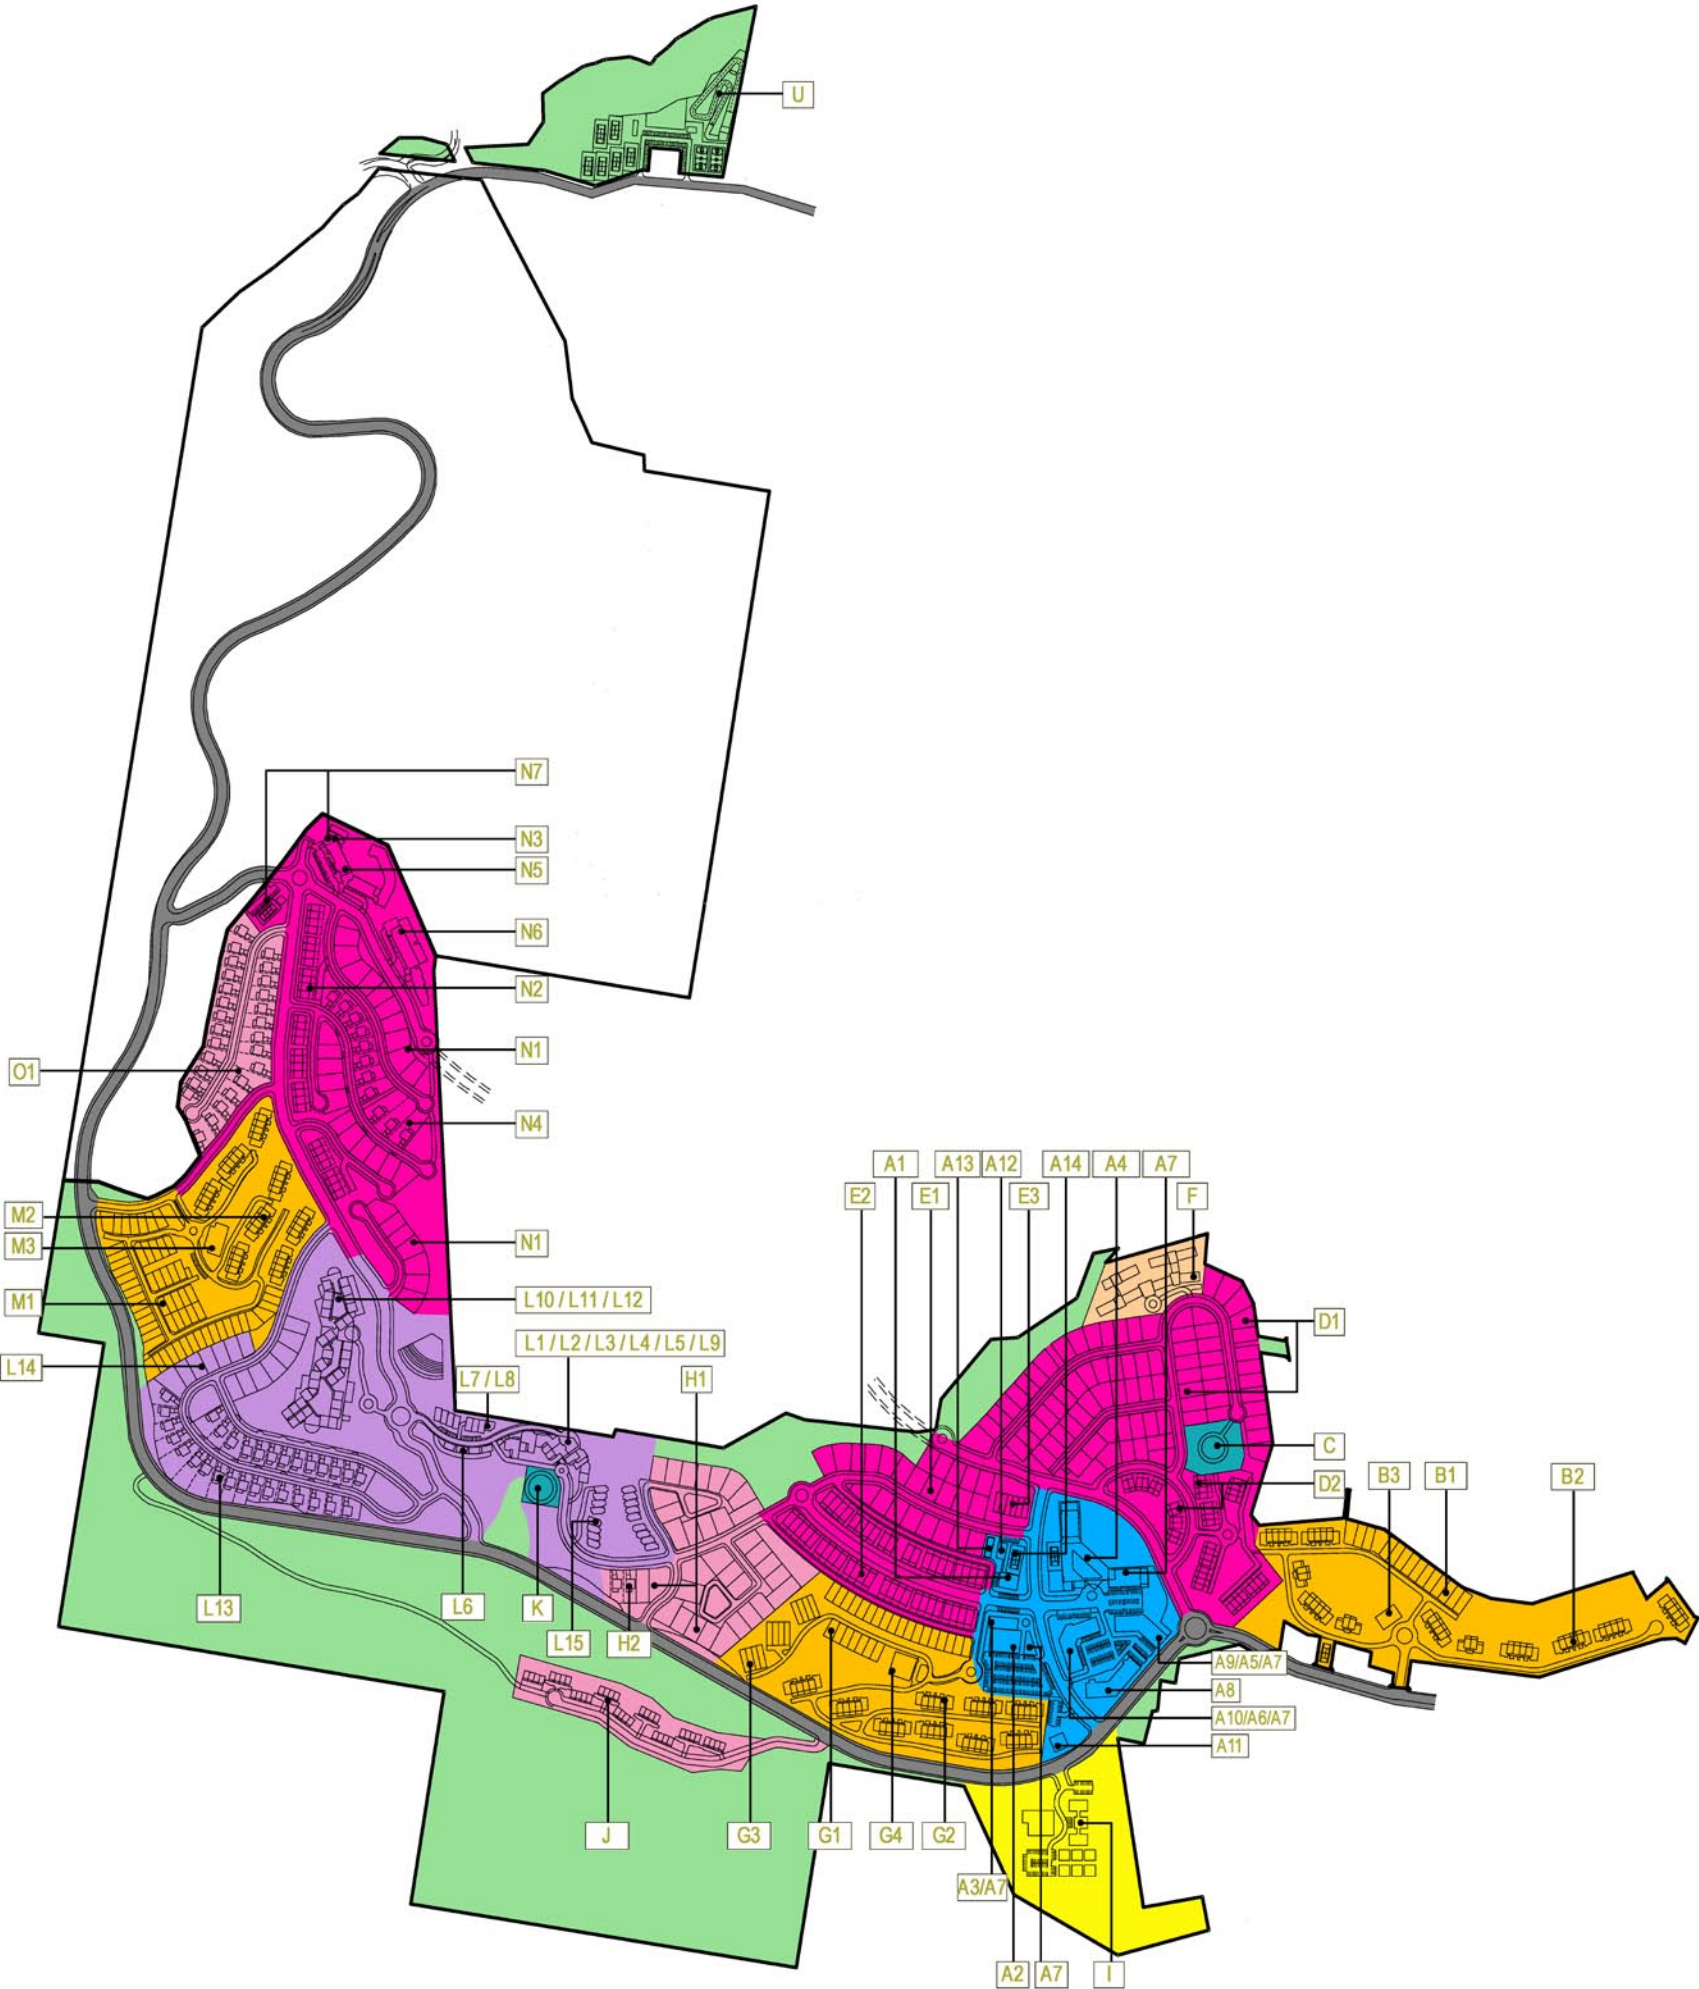 U
N7
N3
N5
N6
N2
N1
O1
N4
A1
A13
A12
A14
A4
A7
E2
E1
E3
F
M2
M3
N1
M1
L10 / L11 / L12
D1
L1 / L2 / L3 / L4 / L5 / L9
L14
L7 / L8
H1
C
D2
B3
B1
B2
L13
L6
K
L15
H2
A9/A5/A7
A8
A10/A6/A7
A11
J
G3
G1
G4
G2
A3/A7
A2
A7
I